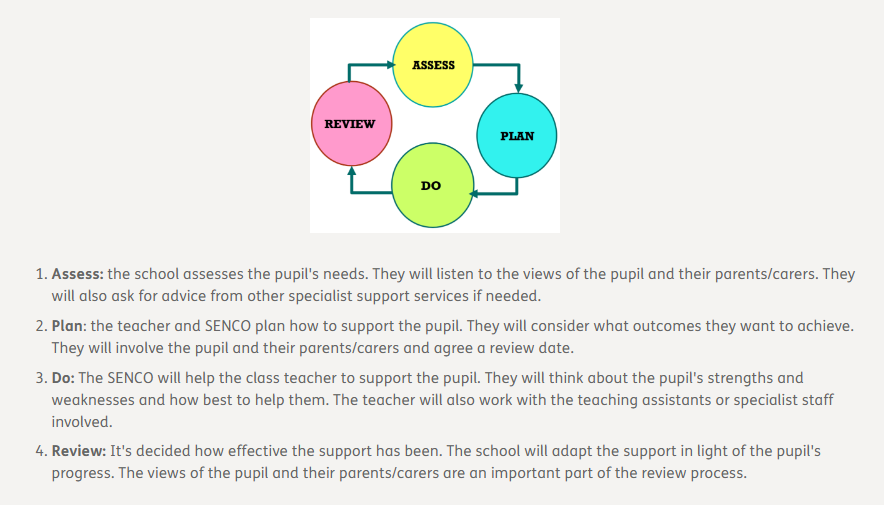 ASSESS
REVIEW
PLAN
DO
1. Assess: the school assesses the pupil's needs. They will listen to the views of the pupil and their parents/carers. They
will also ask for advice from other specialist support services if needed.
2. Plan: the teacher and SENCO plan how to support the pupil. They will consider what outcomes they want to achieve.
They will involve the pupil and their parents/carers and agree a review date.
3. Do: The SENCO will help the class teacher to support the pupil. They will think about the pupil's strengths and
weaknesses and how best to help them. The teacher will also work with the teaching assistants or specialist staff
involved.
4. Review: It's decided how effective the support has been. The school will adapt the support in light of the pupil's
progress. The views of the pupil and their parents/carers are an important part of the review process.